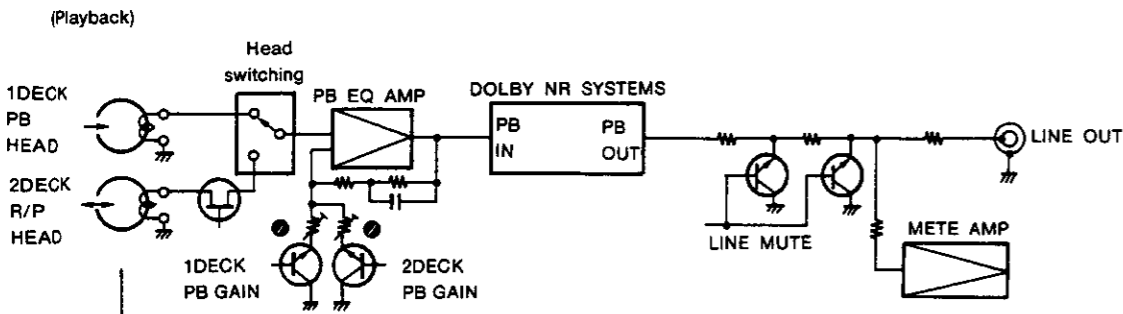 (Playback)
Head
switching
1DECK
PB
HEAD
PB EQ AMP
DOLBY NR SYSTEMS
PB
IN
PB
OUT
LINE OUT
2DECK
R/P
HEAD
LINE MUTE
METE AMP
1DECK
PB GAIN
2DECK
PB GAIN